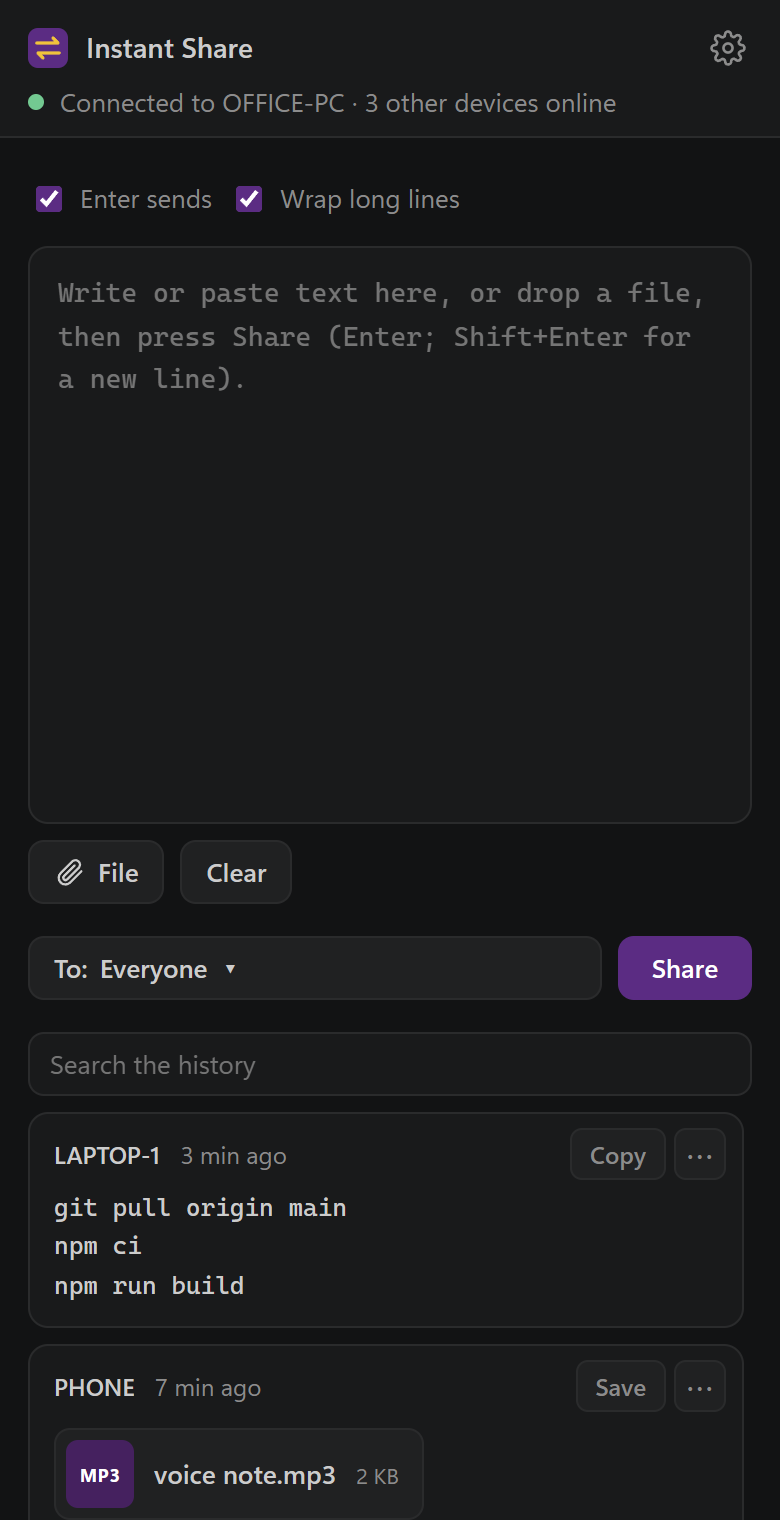 Instant Share
Connected to OFFICE-PC · 3 other devices online
Enter sends Wrap long lines
Write or paste text here, or drop a file,
then press Share (Enter; Shift+Enter for
a new line).
File Clear
To: Everyone ▼ Share
Search the history
LAPTOP-1 3 min ago Copy ···
git pull origin main
npm ci
npm run build
PHONE 7 min ago Save ···
MP3 voice note.mp3 2 KB